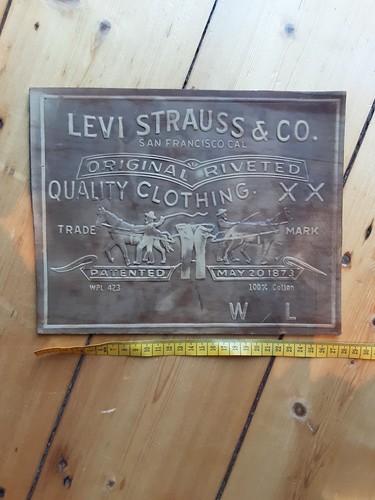 LEVI STRAUSS & CO.
SAN FRANCISCO CAL
ORIGINAL RIVETED
QUALITY CLOTHING. XX
TRADE MARK
PATENTED MAY 20 1873
WPL 423 100% Cotton
W L